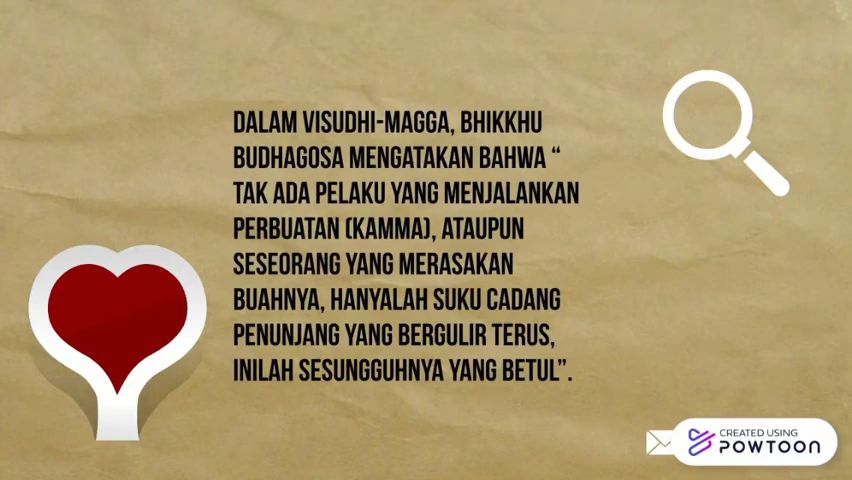 DALAM VISUDHI-MAGGA, BHIKKHU
BUDHAGOSA MENGATAKAN BAHWA “
TAK ADA PELAKU YANG MENJALANKAN
PERBUATAN (KAMMA), ATAUPUN
SESEORANG YANG MERASAKAN
BUAHNYA, HANYALAH SUKU CADANG
PENUNJANG YANG BERGULIR TERUS,
INILAH SESUNGGUHNYA YANG BETUL”.
CREATED USING
POWTOON